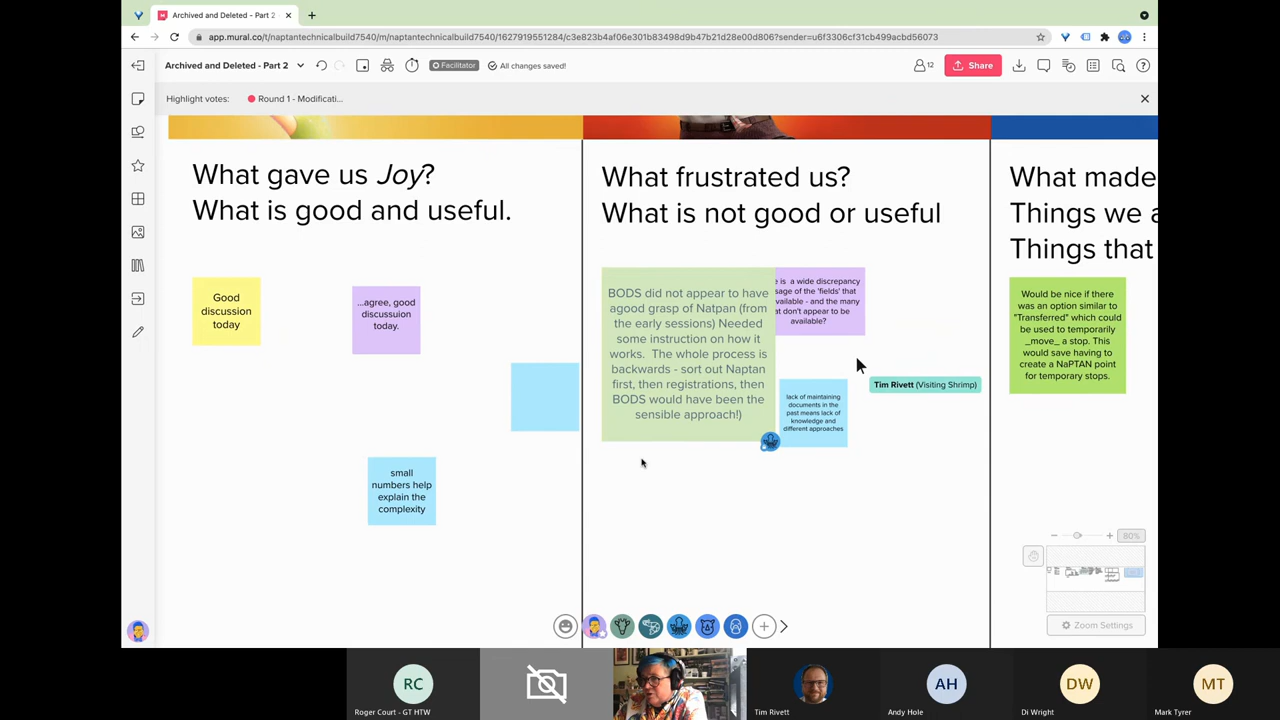 Archived and Deleted - Part 2
app.mural.co/t/naptantechnicalbuild7540/m/naptantechnicalbuild7540/1627919551284/c3e823b4af06e301b83498d9b47b21d28e00d806?sender=u6f3306cf31cb499acbd56073
Archived and Deleted - Part 2
Facilitator
All changes saved!
12
Share
Highlight votes:
Round 1 - Modificati...
What gave us Joy?
What is good and useful.
Good
discussion
today
...agree, good
discussuion
today.
small
numbers help
explain the
complexity
What frustrated us?
What is not good or useful
BODS did not appear to have
agood grasp of Natpan (from
the early sessions) Needed
some instruction on how it
works. The whole process is
backwards - sort out Naptan
first, then registrations, then
BODS would have been the
sensible approach!)
is a wide discrepancy
sage of the 'fields' that
vailable - and the many
at don't appear to be
available?
Tim Rivett (Visiting Shrimp)
lack of maintaining
documents in the
past means lack of
knowledge and
different approaches
What made
Things we a
Things that
Would be nice if there
was an option similar to
"Transferred" which could
be used to temporarily
_move_ a stop. This
would save having to
create a NaPTAN point
for temporary stops.
80%
Zoom Settings
RC
Roger Court - GT HTW
Tim Rivett
AH
Andy Hole
DW
Di Wright
MT
Mark Tyrer